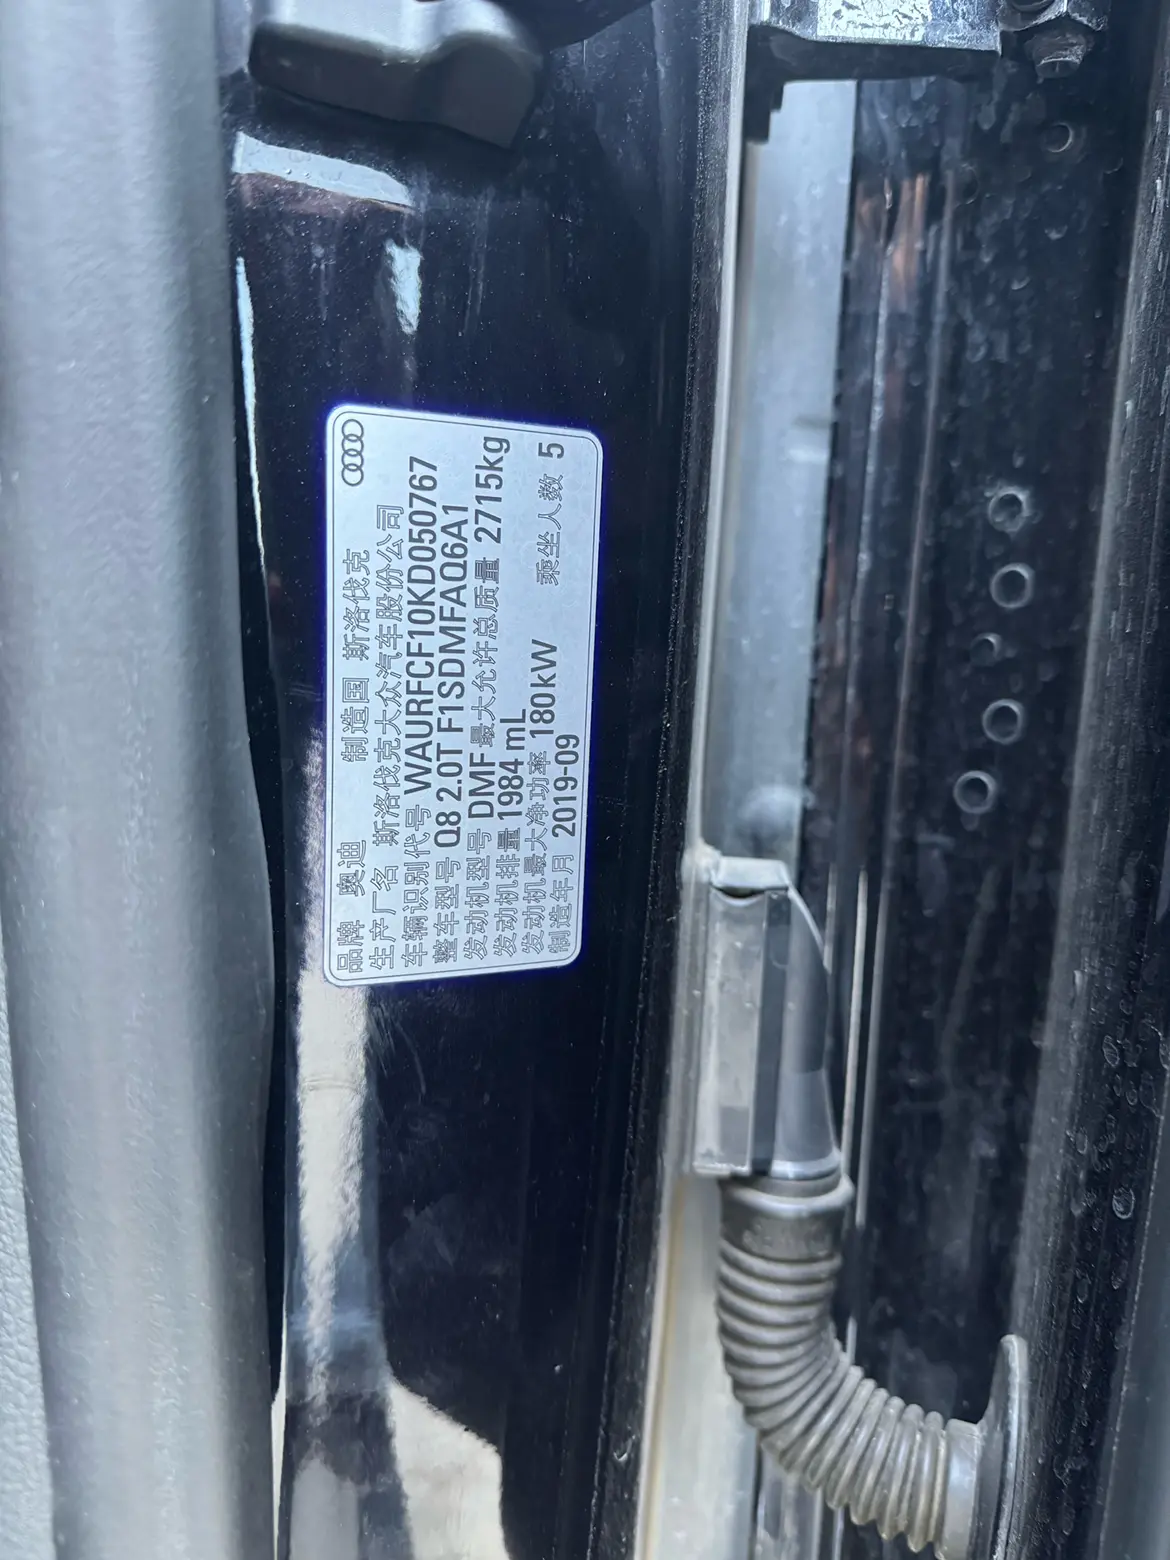 品牌 奥迪 制造国 斯洛伐克
生产厂名 斯洛伐克大众汽车股份公司
车辆识别代号 WAURFCF10KD050767
整车型号 Q8 2.0T F1SDMFAQ6A1
发动机型号 DMF 最大允许总质量 2715kg
发动机排量 1984 mL
发动机最大净功率 180kW 乘坐人数 5
制造年月 2019-09